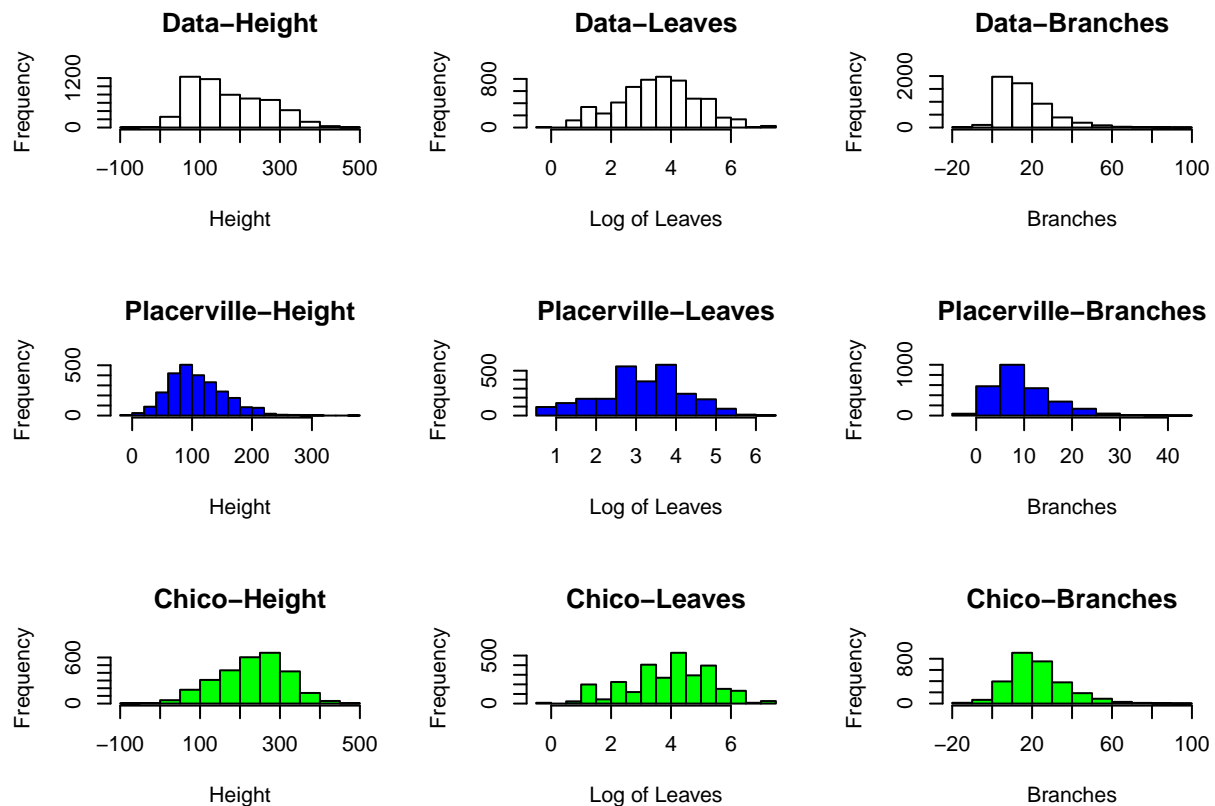 Data−Height
Frequency
0
1200
−100 100 300 500
Height
Data−Leaves
Frequency
0
800
0 2 4 6
Log of Leaves
Data−Branches
Frequency
0
2000
−20 20 60 100
Branches
Placerville−Height
Frequency
0
500
0 100 200 300
Height
Placerville−Leaves
Frequency
0
500
1 2 3 4 5 6
Log of Leaves
Placerville−Branches
Frequency
0
1000
0 10 20 30 40
Branches
Chico−Height
Frequency
0
600
−100 100 300 500
Height
Chico−Leaves
Frequency
0
500
0 2 4 6
Log of Leaves
Chico−Branches
Frequency
0
800
−20 20 60 100
Branches